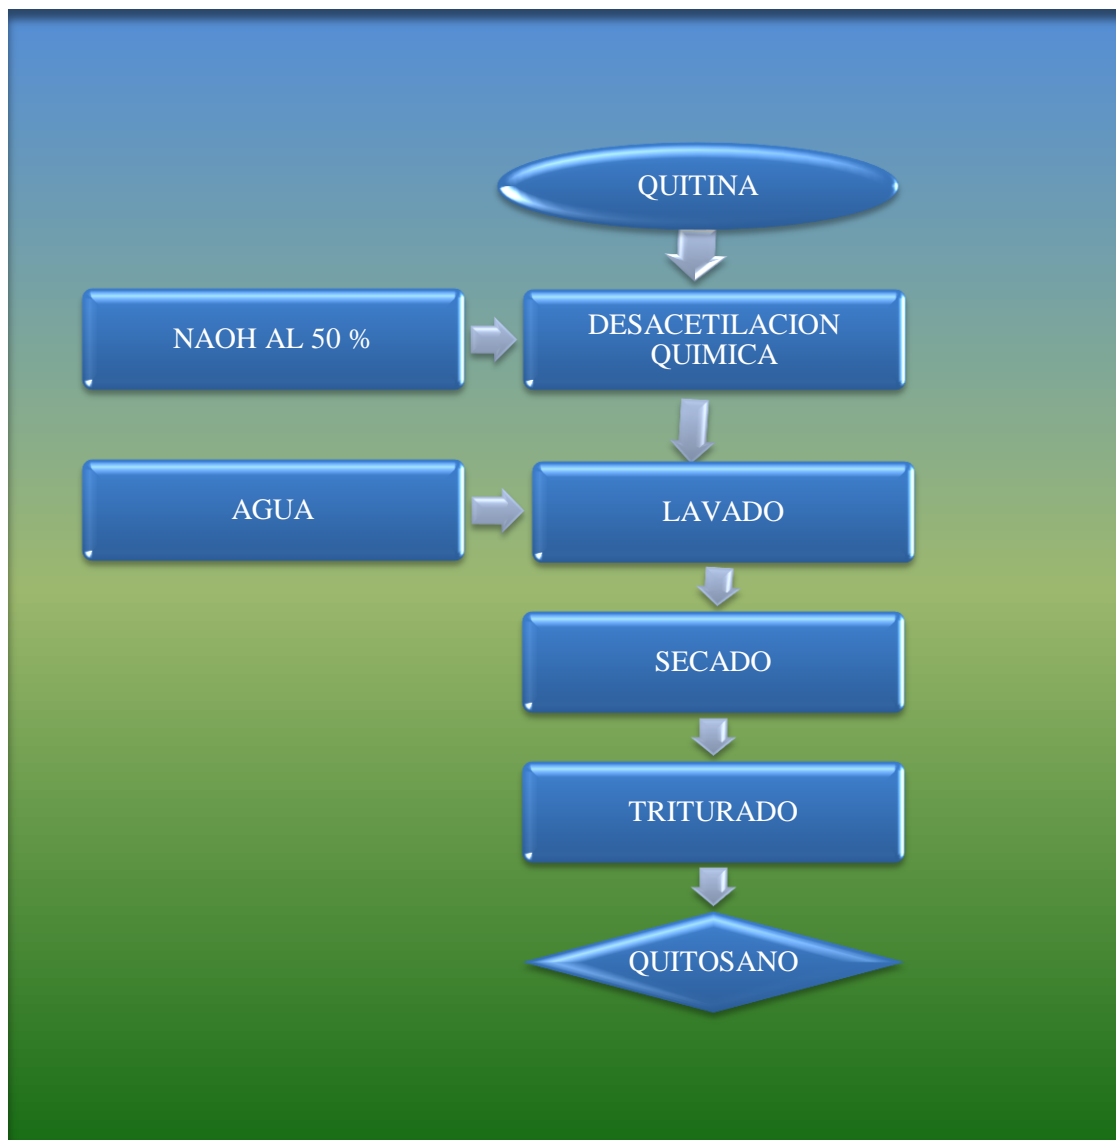 QUITINA
NAOH AL 50 %
DESACETILACION
QUIMICA
AGUA
LAVADO
SECADO
TRITURADO
QUITOSANO